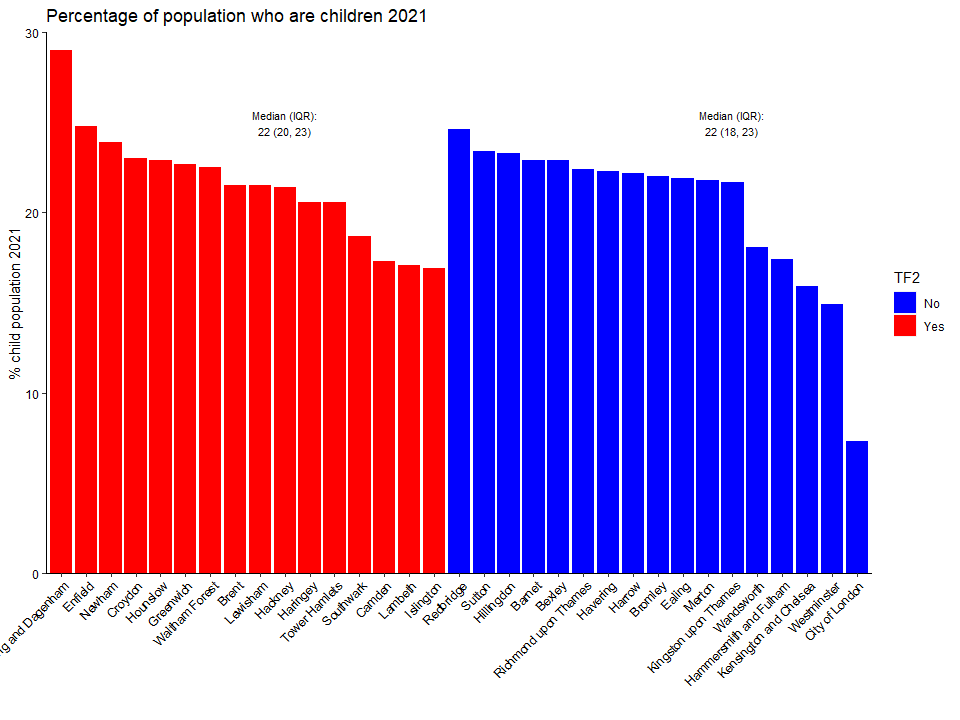 Percentage of population who are children 2021
30
20
10
0
% child population 2021
Median (IQR):
22 (20, 23)
Median (IQR):
22 (18, 23)
TF2
No
Yes
ng and Dagenham
Enfield
Newham
Croydon
Hounslow
Greenwich
Waltham Forest
Brent
Lewisham
Hackney
Haringey
Tower Hamlets
Southwark
Camden
Lambeth
Islington
Redbridge
Sutton
Hillingdon
Barnet
Bexley
Richmond upon Thames
Havering
Harrow
Bromley
Ealing
Merton
Kingston upon Thames
Wandsworth
Hammersmith and Fulham
Kensington and Chelsea
Westminster
City of London